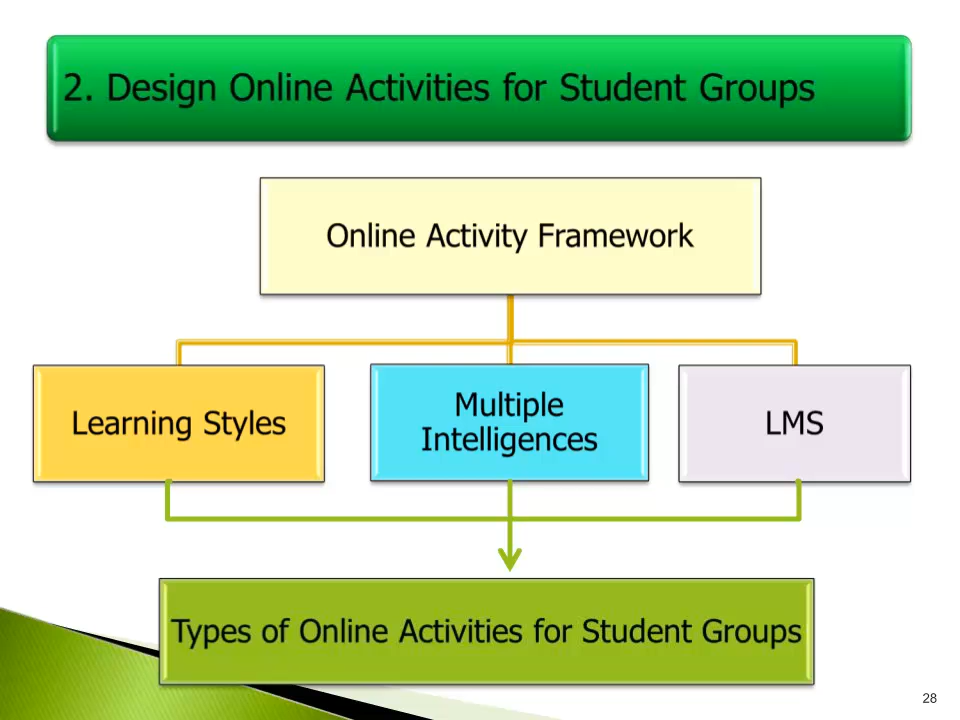 2. Design Online Activities for Student Groups
Online Activity Framework
Learning Styles
Multiple
Intelligences
LMS
Types of Online Activities for Student Groups
28